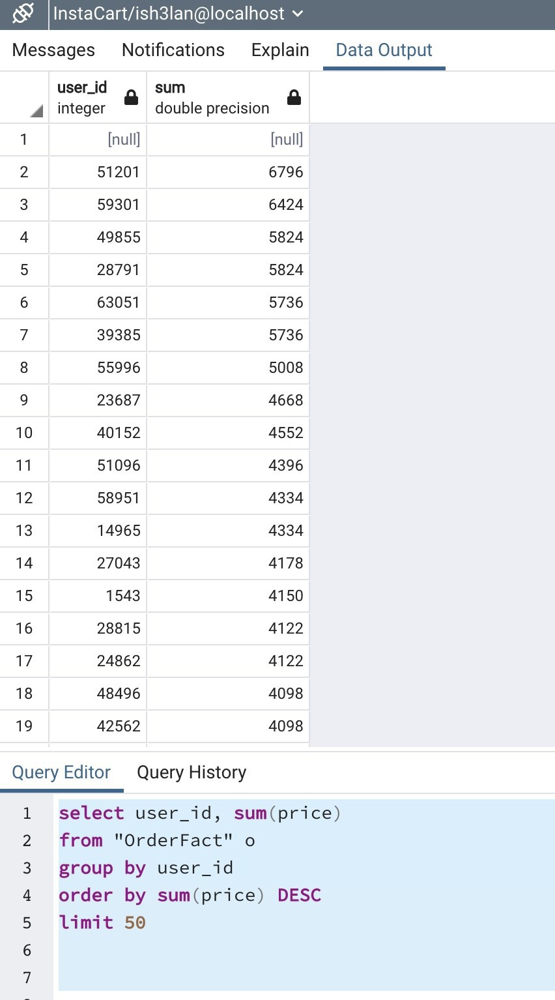 InstaCart/ish3lan@localhost
Messages Notifications Explain Data Output
user_id sum
integer double precision
1 [null] [null]
2 51201 6796
3 59301 6424
4 49855 5824
5 28791 5824
6 63051 5736
7 39385 5736
8 55996 5008
9 23687 4668
10 40152 4552
11 51096 4396
12 58951 4334
13 14965 4334
14 27043 4178
15 1543 4150
16 28815 4122
17 24862 4122
18 48496 4098
19 42562 4098
Query Editor Query History
1 select user_id, sum(price)
2 from "OrderFact" o
3 group by user_id
4 order by sum(price) DESC
5 limit 50
6
7